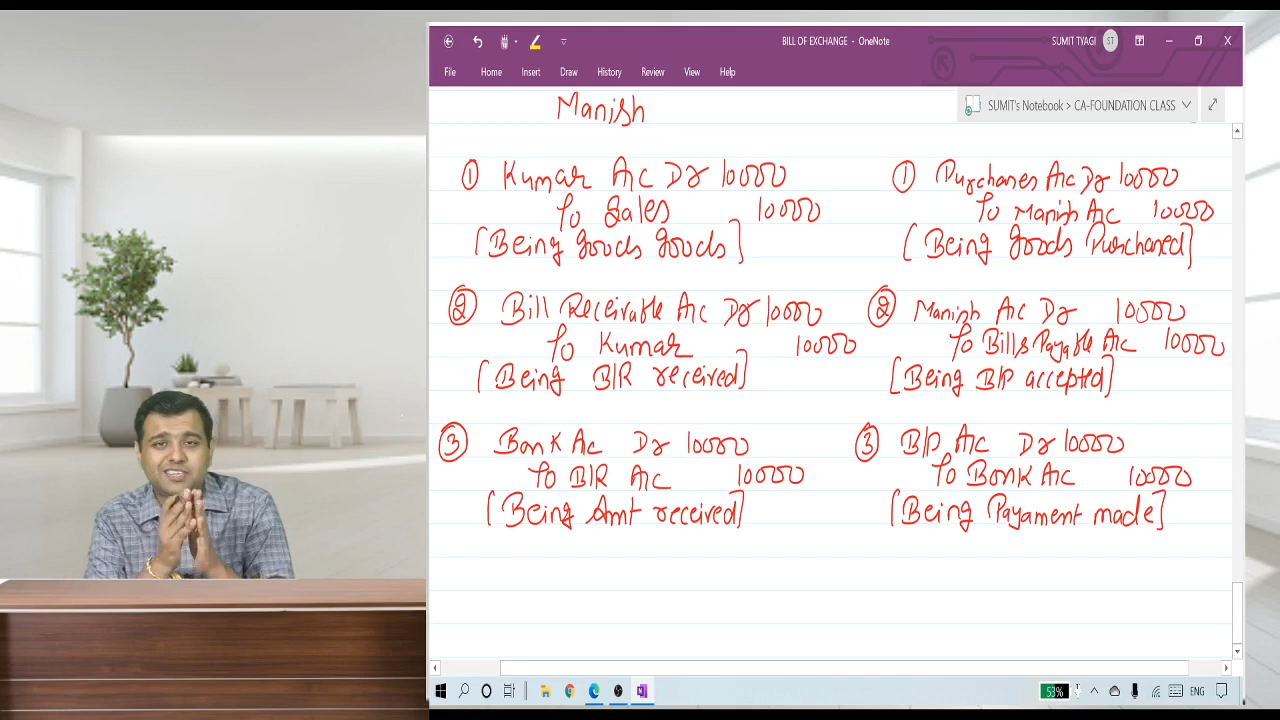 BILL OF EXCHANGE - OneNote
SUMIT TYAGI ST
File Home Insert Draw History Review View Help
SUMIT's Notebook > CA-FOUNDATION CLASS
Manish
① Kumar A/c Dr 10000
To Sales 10000
[Being goods goods]
② Bill Receivable A/c Dr 10000
To Kumar 10000
[Being B/R received]
③ Bank Ac Dr 10000
To B/R A/c 10000
[Being Amt received]
① Purchases A/c Dr 10000
To Manish A/c 10000
[Being goods Purchased]
② Manish A/c Dr 10000
To Bills Payable A/c 10000
[Being B/P accepted]
③ B/P A/c Dr 10000
To Bank A/c 10000
[Being Payament made]
53% ENG